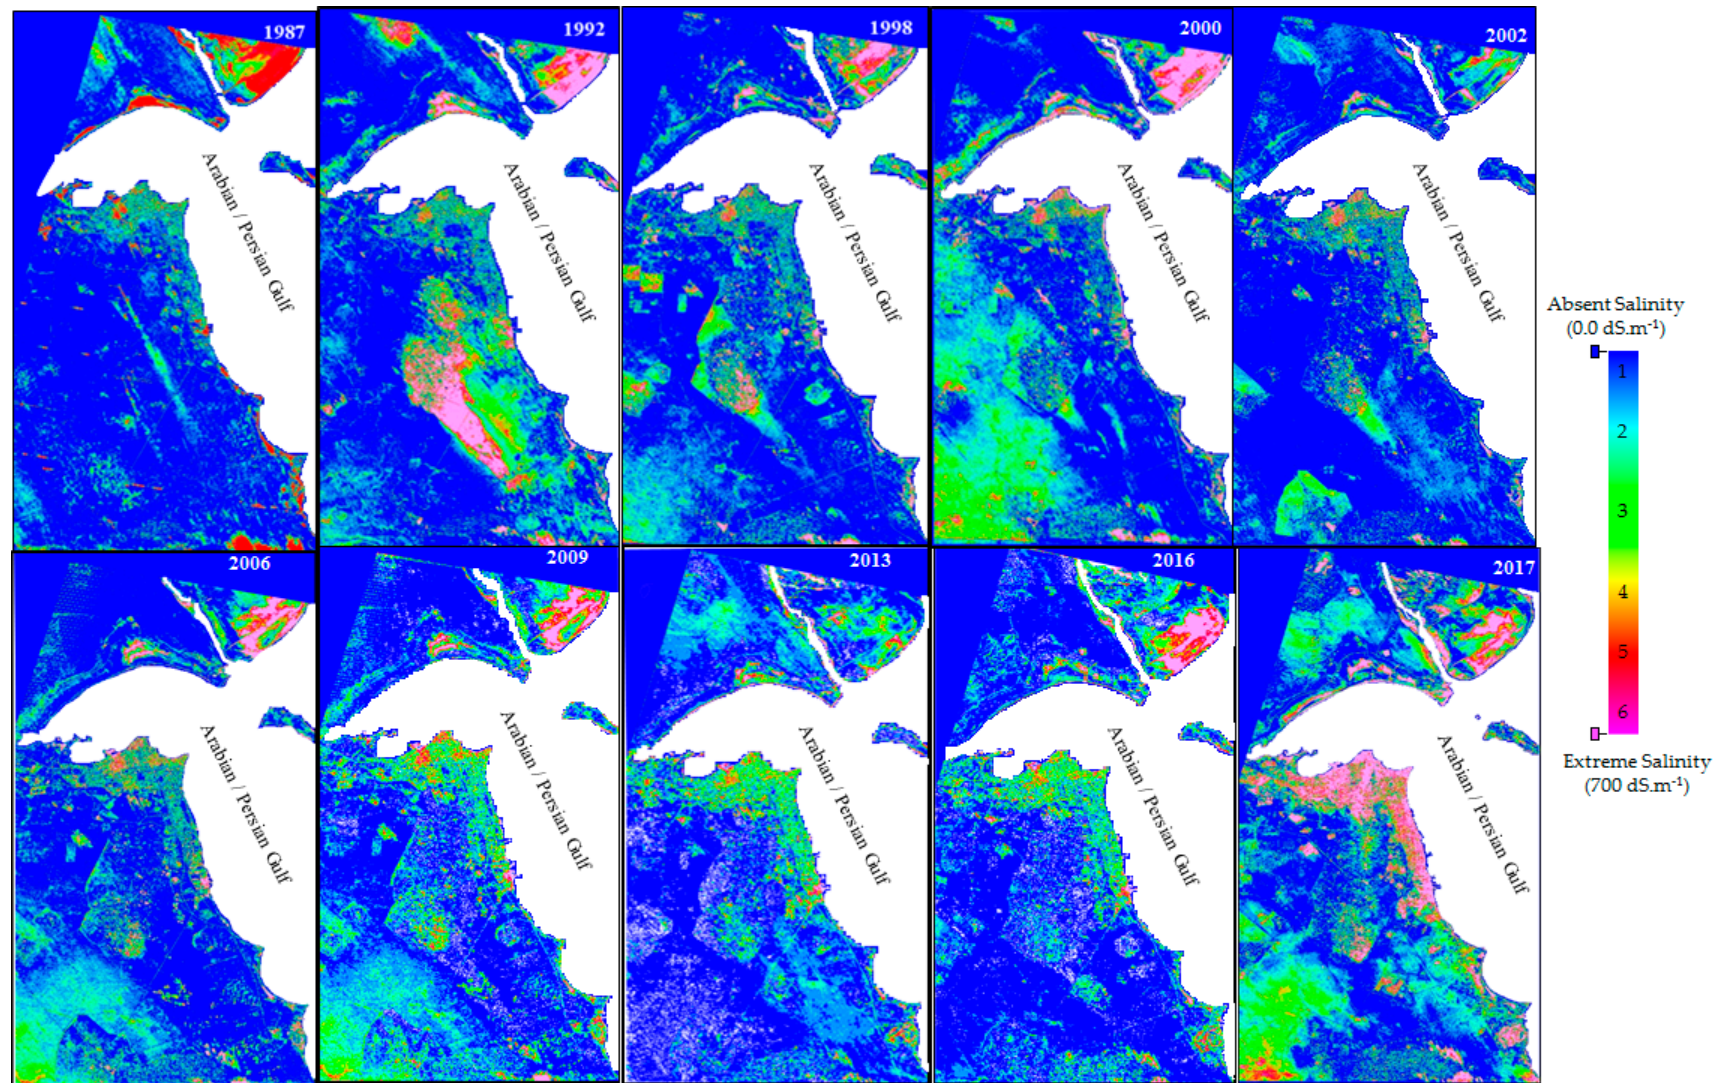 1987
1992
1998
2000
2002
Arabian / Persian Gulf
Arabian / Persian Gulf
Arabian / Persian Gulf
Arabian / Persian Gulf
Arabian / Persian Gulf
2006
2009
2013
2016
2017
Arabian / Persian Gulf
Arabian / Persian Gulf
Arabian / Persian Gulf
Arabian / Persian Gulf
Arabian / Persian Gulf
Absent Salinity
(0.0 dS.m⁻¹)
1
2
3
4
5
6
Extreme Salinity
(700 dS.m⁻¹)